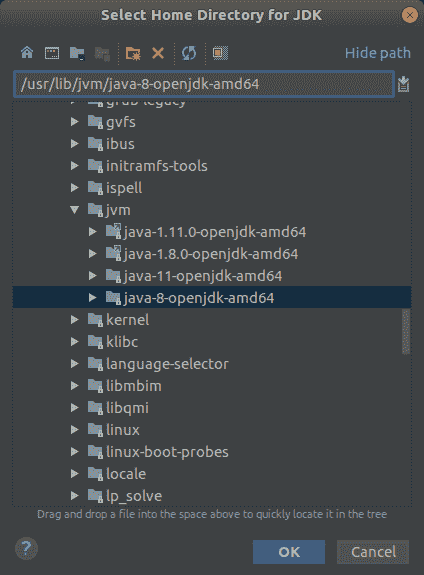 Select Home Directory for JDK
Hide path
/usr/lib/jvm/java-8-openjdk-amd64
grub-legacy
gvfs
ibus
initramfs-tools
ispell
jvm
java-1.11.0-openjdk-amd64
java-1.8.0-openjdk-amd64
java-11-openjdk-amd64
java-8-openjdk-amd64
kernel
klibc
language-selector
libmbim
libqmi
linux
linux-boot-probes
locale
lp_solve
Drag and drop a file into the space above to quickly locate it in the tree
?
OK
Cancel